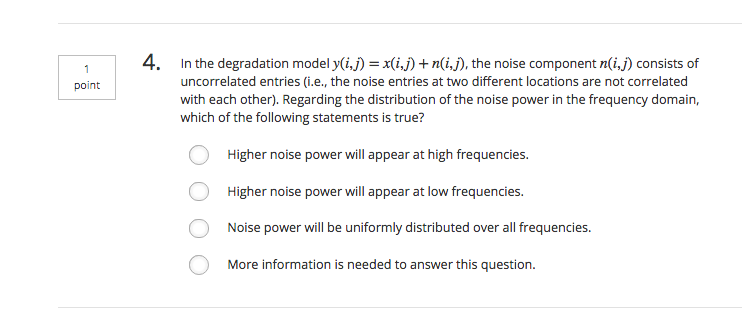 1
point
4.
In the degradation model y(i,j) = x(i,j) + n(i,j), the noise component n(i,j) consists of
uncorrelated entries (i.e., the noise entries at two different locations are not correlated
with each other). Regarding the distribution of the noise power in the frequency domain,
which of the following statements is true?
Higher noise power will appear at high frequencies.
Higher noise power will appear at low frequencies.
Noise power will be uniformly distributed over all frequencies.
More information is needed to answer this question.